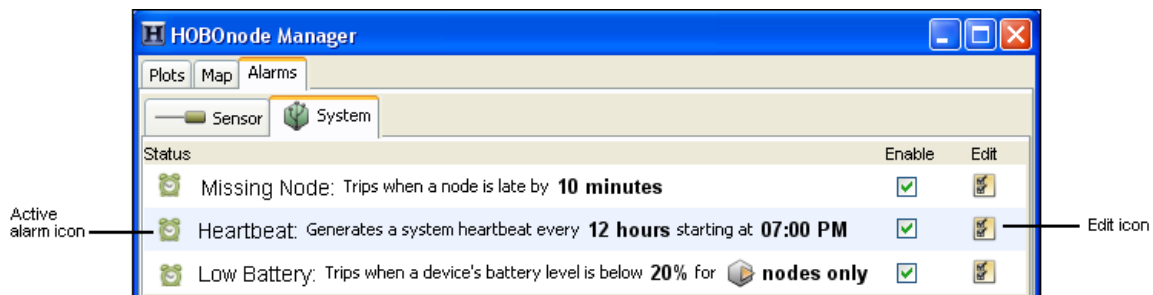 HOBOnode Manager
Plots Map Alarms
Sensor System
Status Enable Edit
Missing Node: Trips when a node is late by 10 minutes
Active
alarm icon
Heartbeat: Generates a system heartbeat every 12 hours starting at 07:00 PM
Edit icon
Low Battery: Trips when a device's battery level is below 20% for nodes only